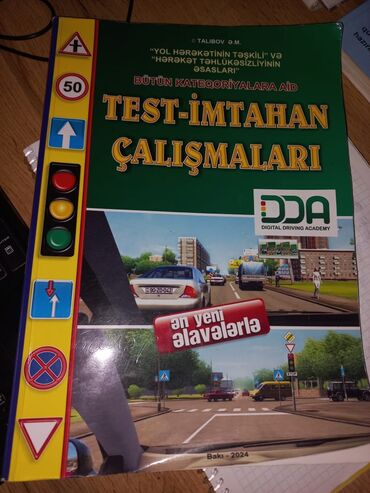 © TALIBOV Ə.M.
"YOL HƏRƏKƏTİNİN TƏŞKİLİ" VƏ
"HƏRƏKƏT TƏHLÜKƏSİZLİYİNİN
ƏSASLARI"
BÜTÜN KATEQORİYALARA AİD
TEST-İMTAHAN
ÇALIŞMALARI
50
DDA
DIGITAL DRIVING ACADEMY
ən yeni
əlavələrlə
Bakı - 2024